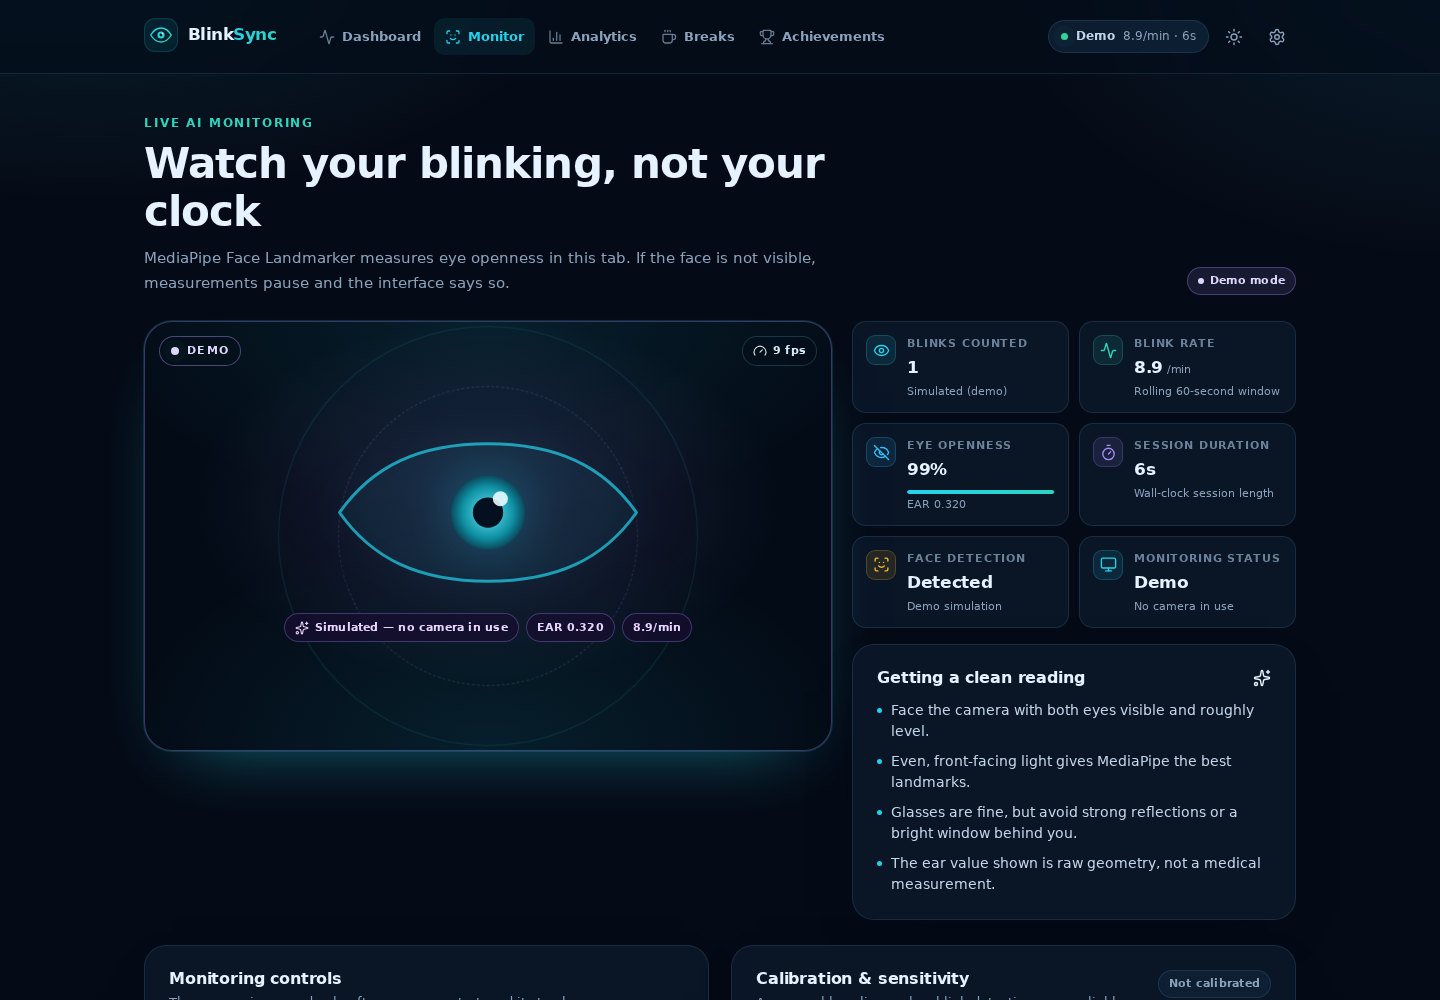 BlinkSync
Dashboard
Monitor
Analytics
Breaks
Achievements
Demo 8.9/min · 6s
LIVE AI MONITORING
Watch your blinking, not your
clock
MediaPipe Face Landmarker measures eye openness in this tab. If the face is not visible,
measurements pause and the interface says so.
Demo mode
DEMO
9 fps
Simulated — no camera in use
EAR 0.320
8.9/min
BLINKS COUNTED
1
Simulated (demo)
BLINK RATE
8.9 /min
Rolling 60-second window
EYE OPENNESS
99%
EAR 0.320
SESSION DURATION
6s
Wall-clock session length
FACE DETECTION
Detected
Demo simulation
MONITORING STATUS
Demo
No camera in use
Getting a clean reading
Face the camera with both eyes visible and roughly
level.
Even, front-facing light gives MediaPipe the best
landmarks.
Glasses are fine, but avoid strong reflections or a
bright window behind you.
The ear value shown is raw geometry, not a medical
measurement.
Monitoring controls
Calibration & sensitivity
Not calibrated